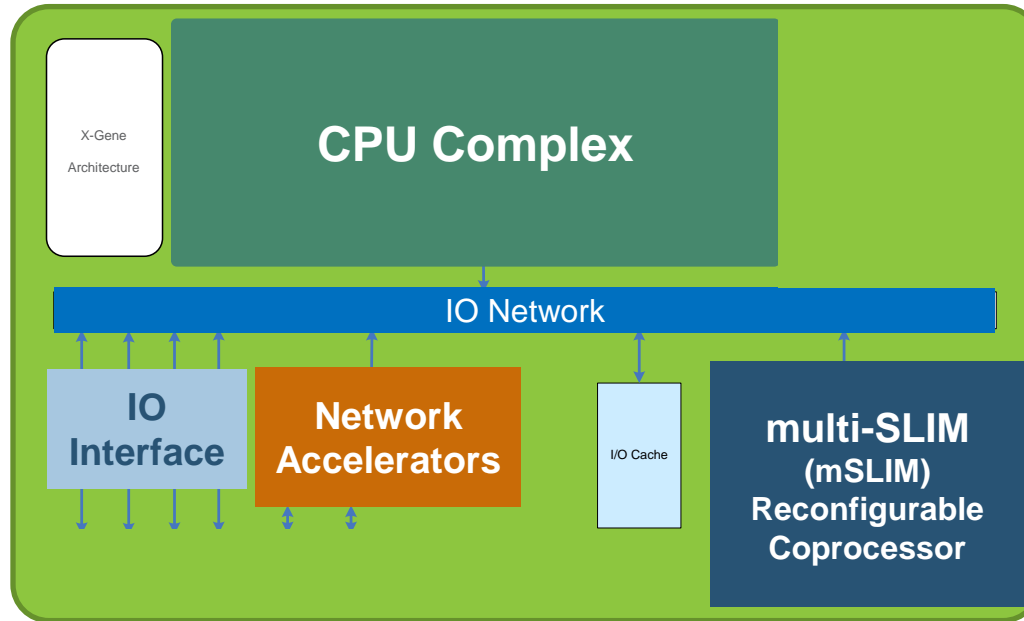 X-Gene
Architecture
CPU Complex
IO Network
IO
Interface
Network
Accelerators
I/O Cache
multi-SLIM
(mSLIM)
Reconfigurable
Coprocessor